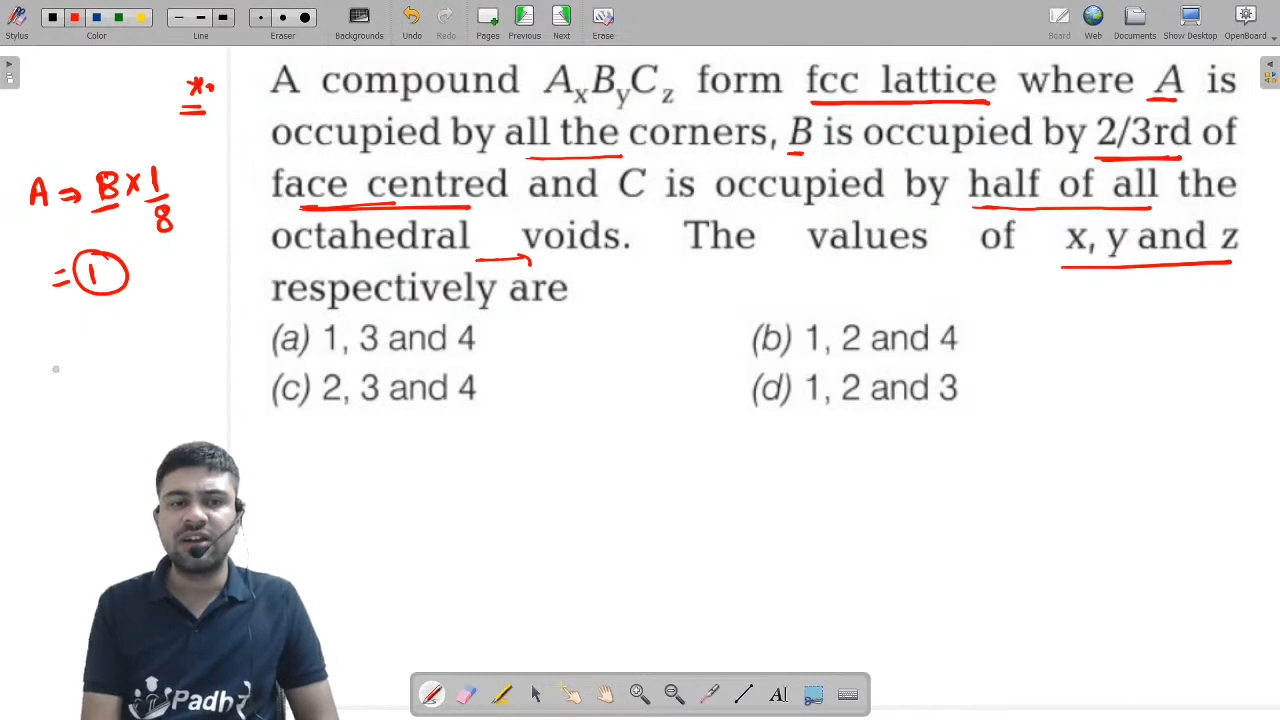 Stylus
Color
Line
Eraser
Backgrounds
Undo
Redo
Pages
Previous
Next
Erase
Board
Web
Documents
Show Desktop
OpenBoard
A compound AxByCz form fcc lattice where A is
occupied by all the corners, B is occupied by 2/3rd of
face centred and C is occupied by half of all the
octahedral voids. The values of x, y and z
respectively are
(a) 1, 3 and 4
(b) 1, 2 and 4
(c) 2, 3 and 4
(d) 1, 2 and 3
A ⇒ 8 × 1/8
= 1
Padh